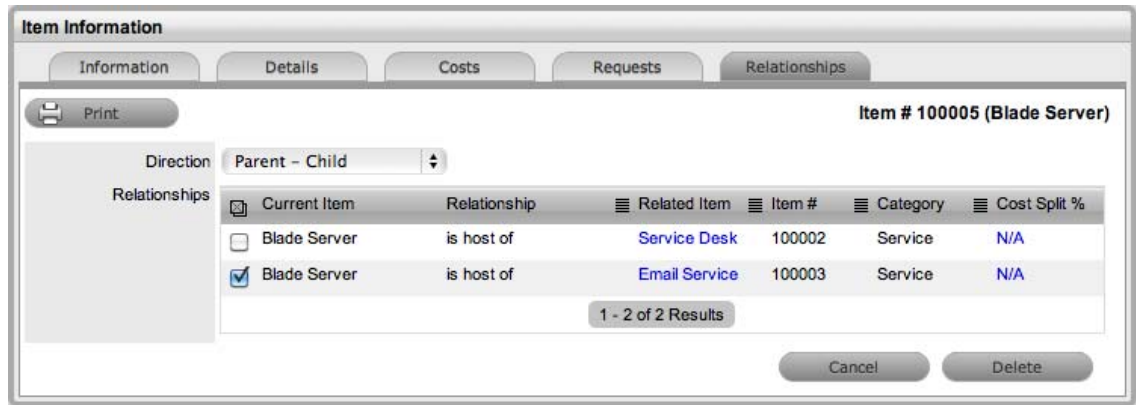 Item Information
Information Details Costs Requests Relationships
Print Item # 100005 (Blade Server)
Direction Parent – Child
Relationships
Current Item Relationship Related Item Item # Category Cost Split %
Blade Server is host of Service Desk 100002 Service N/A
Blade Server is host of Email Service 100003 Service N/A
1 - 2 of 2 Results
Cancel Delete